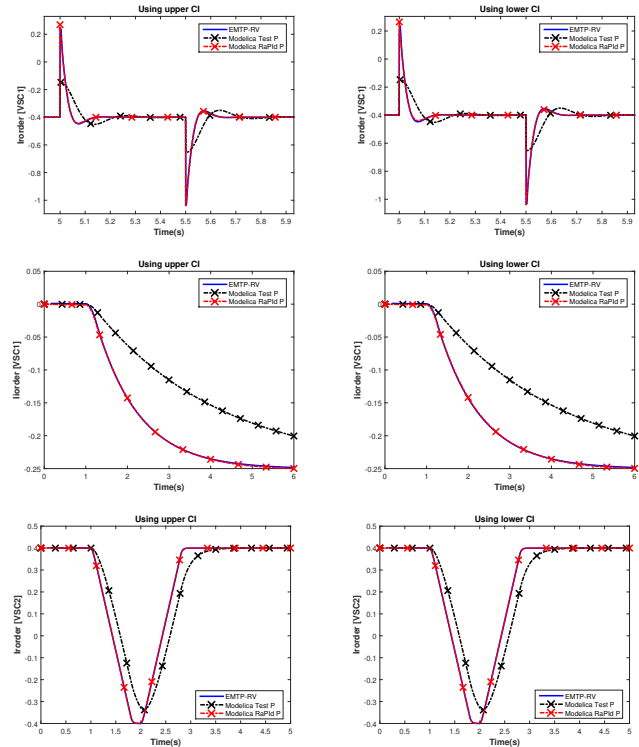 Using upper CI
Irorder [VSC1]
0.2
0
-0.2
-0.4
-0.6
-0.8
-1
EMTP-RV
Modelica Test P
Modelica RaPId P
5 5.1 5.2 5.3 5.4 5.5 5.6 5.7 5.8 5.9
Time(s)
Using lower CI
Irorder [VSC1]
0.2
0
-0.2
-0.4
-0.6
-0.8
-1
EMTP-RV
Modelica Test P
Modelica RaPId P
5 5.1 5.2 5.3 5.4 5.5 5.6 5.7 5.8 5.9
Time(s)
Using upper CI
Iiorder [VSC1]
0.05
0
-0.05
-0.1
-0.15
-0.2
-0.25
EMTP-RV
Modelica Test P
Modelica RaPId P
0 1 2 3 4 5 6
Time(s)
Using lower CI
Iiorder [VSC1]
0.05
0
-0.05
-0.1
-0.15
-0.2
-0.25
EMTP-RV
Modelica Test P
Modelica RaPId P
0 1 2 3 4 5 6
Time(s)
Using upper CI
Irorder [VSC2]
0.5
0.4
0.3
0.2
0.1
0
-0.1
-0.2
-0.3
-0.4
EMTP-RV
Modelica Test P
Modelica RaPId P
0 0.5 1 1.5 2 2.5 3 3.5 4 4.5 5
Time(s)
Using lower CI
Irorder [VSC2]
0.5
0.4
0.3
0.2
0.1
0
-0.1
-0.2
-0.3
-0.4
EMTP-RV
Modelica Test P
Modelica RaPId P
0 0.5 1 1.5 2 2.5 3 3.5 4 4.5 5
Time(s)